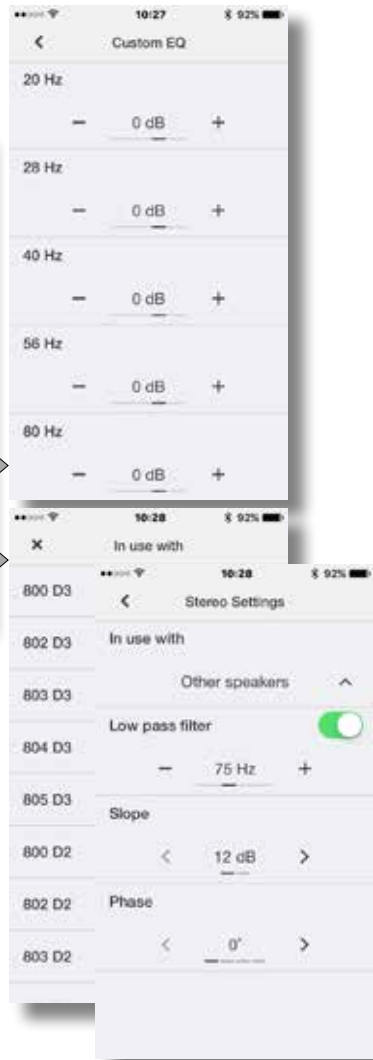 10:27 92%
Custom EQ
20 Hz
− 0 dB +
28 Hz
− 0 dB +
40 Hz
− 0 dB +
56 Hz
− 0 dB +
80 Hz
− 0 dB +
10:28 92%
× In use with
800 D3
802 D3
803 D3
804 D3
805 D3
800 D2
802 D2
803 D2
10:28 92%
Stereo Settings
In use with
Other speakers
Low pass filter
− 75 Hz +
Slope
< 12 dB >
Phase
< 0° >